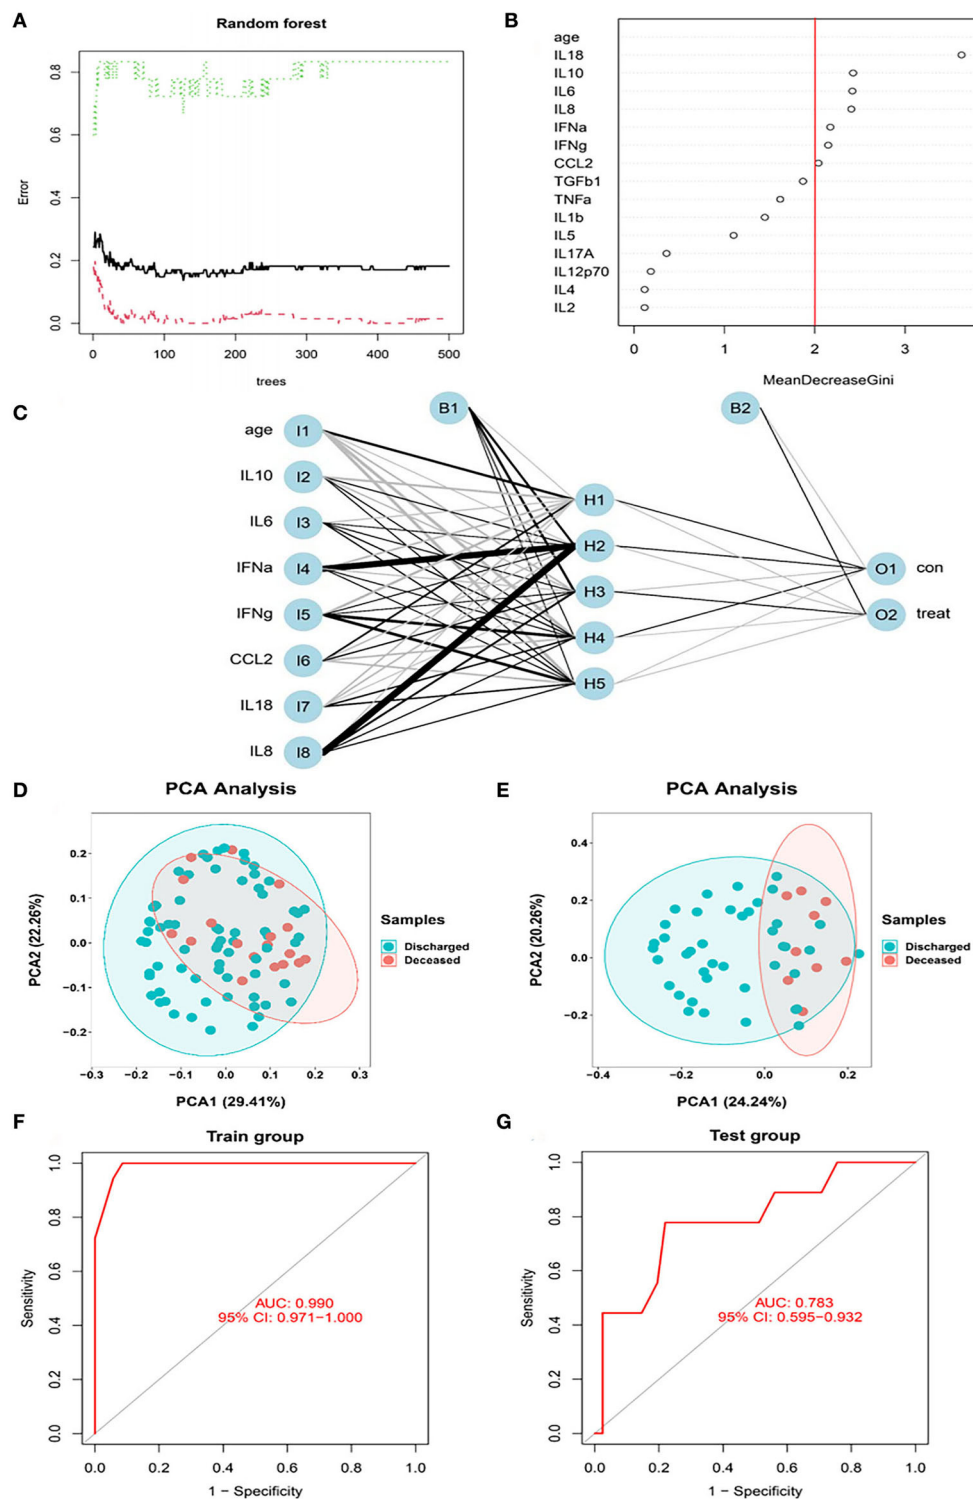 A
Random forest
Error
0.8
0.6
0.4
0.2
0.0
0 100 200 300 400 500
trees
B
age
IL18
IL10
IL6
IL8
IFNa
IFNg
CCL2
TGFb1
TNFa
IL1b
IL5
IL17A
IL12p70
IL4
IL2
0 1 2 3
MeanDecreaseGini
C
B1 B2
age I1
IL10 I2
IL6 I3
IFNa I4
IFNg I5
CCL2 I6
IL18 I7
IL8 I8
H1
H2
H3
H4
H5
O1 con
O2 treat
D
PCA Analysis
PCA2 (22.26%)
0.2
0.1
0.0
−0.1
−0.2
−0.3 −0.2 −0.1 0.0 0.1 0.2 0.3
PCA1 (29.41%)
Samples
Discharged
Deceased
E
PCA Analysis
PCA2 (20.26%)
0.4
0.2
0.0
−0.2
−0.4 −0.2 0.0 0.2
PCA1 (24.24%)
Samples
Discharged
Deceased
F
Train group
Sensitivity
1.0
0.8
0.6
0.4
0.2
0.0
AUC: 0.990
95% CI: 0.971−1.000
0.0 0.2 0.4 0.6 0.8 1.0
1 − Specificity
G
Test group
Sensitivity
1.0
0.8
0.6
0.4
0.2
0.0
AUC: 0.783
95% CI: 0.595−0.932
0.0 0.2 0.4 0.6 0.8 1.0
1 − Specificity